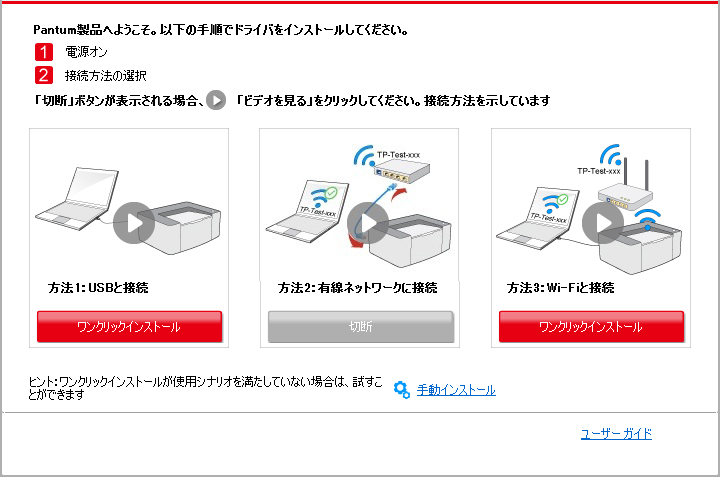 Pantum製品へようこそ。以下の手順でドライバをインストールしてください。
1 電源オン
2 接続方法の選択
「切断」ボタンが表示される場合、 「ビデオを見る」をクリックしてください。接続方法を示しています
TP-Test-xxx
TP-Test-xxx
TP-Test-xxx
TP-Test-xxx
方法1：USBと接続
方法2：有線ネットワークに接続
方法3：Wi-Fiと接続
ワンクリックインストール
切断
ワンクリックインストール
ヒント：ワンクリックインストールが使用シナリオを満たしていない場合は、試すこ
とができます
手動インストール
ユーザー ガイド